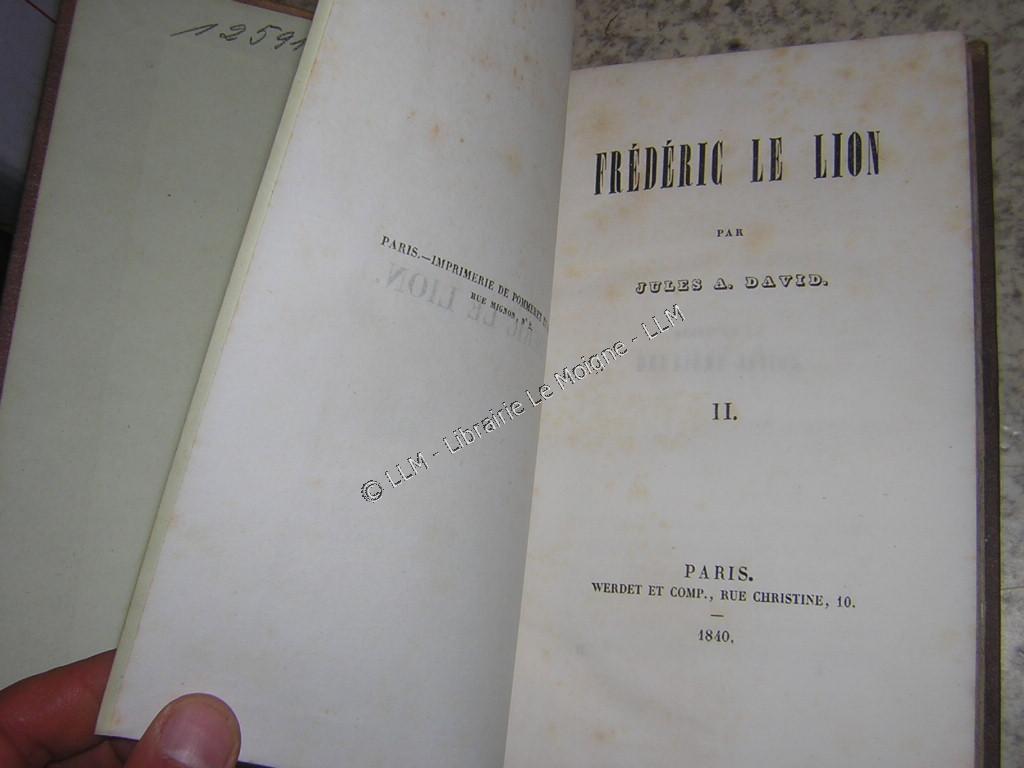 12591
PARIS.—IMPRIMERIE DE POMMERET
RUE MIGNON, N° 2.
FRÉDÉRIC LE LION
PAR
JULES A. DAVID.
II.
PARIS.
WERDET ET COMP., RUE CHRISTINE, 10.
1840.
© LLM - Librairie Le Moigne - LLM